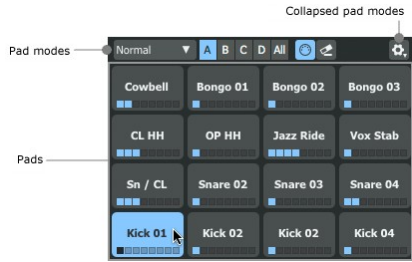 Collapsed pad modes
Pad modes
Normal A B C D All
Cowbell Bongo 01 Bongo 02 Bongo 03
CL HH OP HH Jazz Ride Vox Stab
Pads
Sn / CL Snare 02 Snare 03 Snare 04
Kick 01 Kick 02 Kick 02 Kick 04